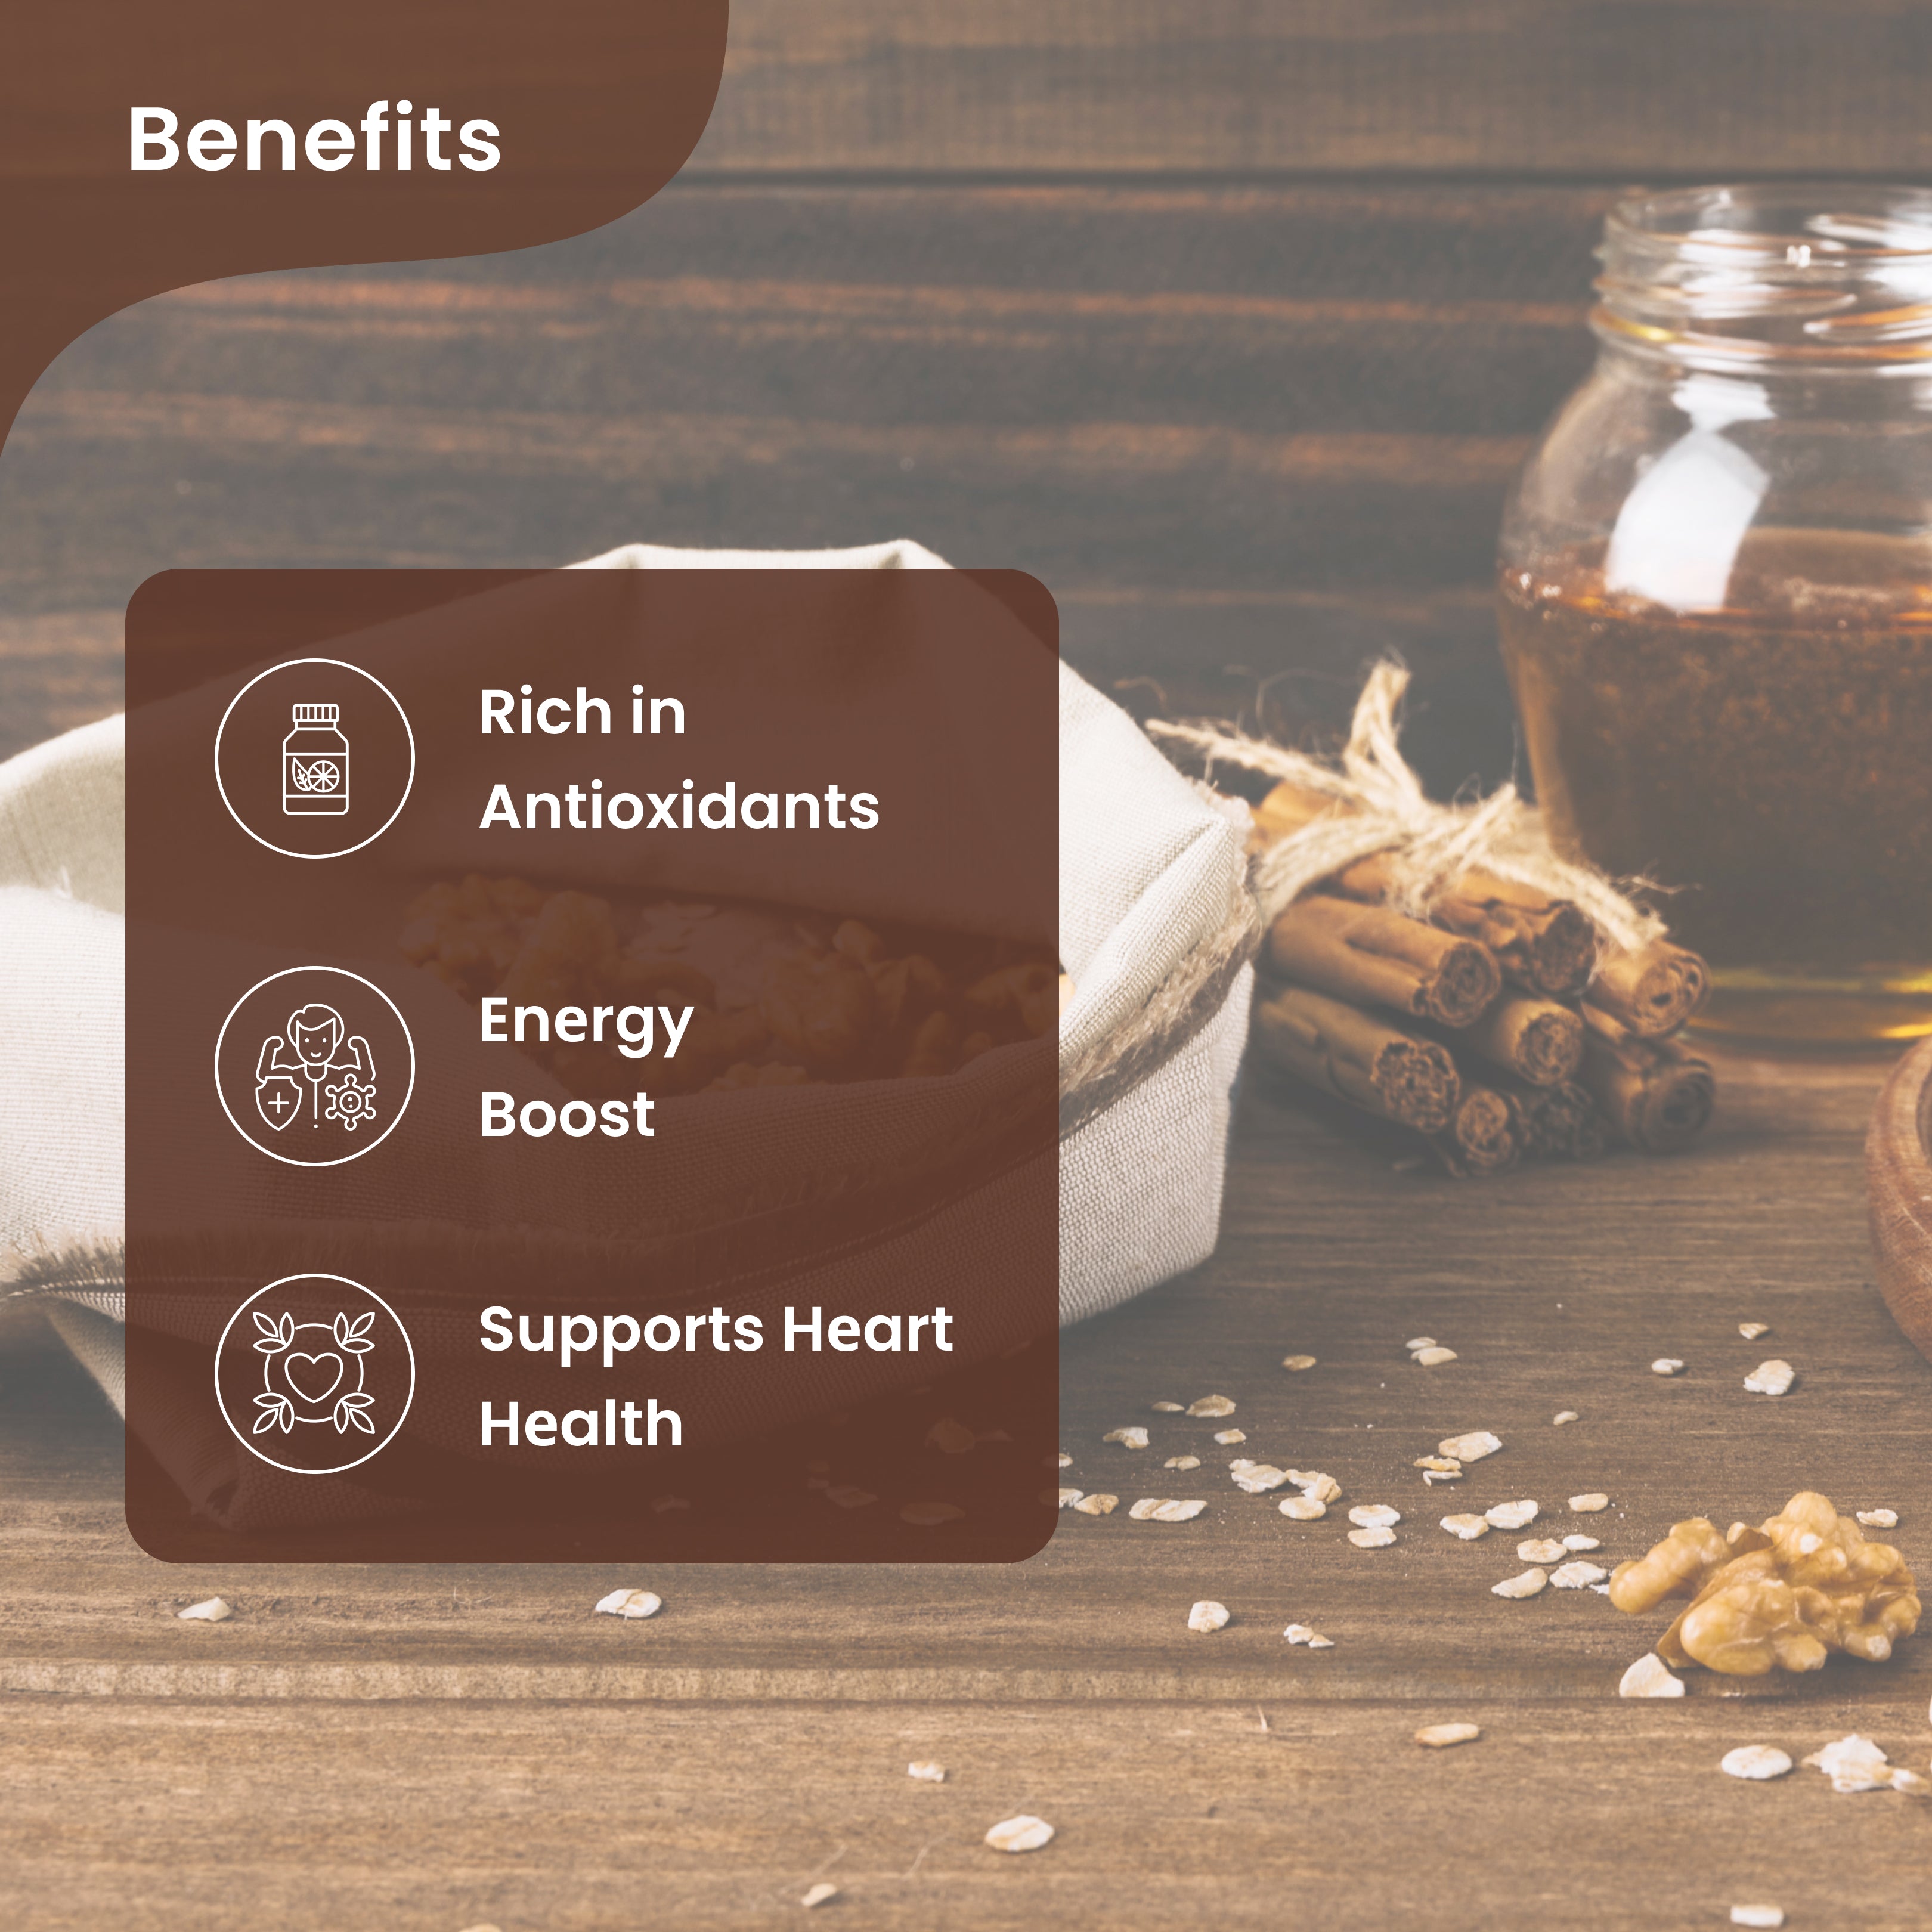 Benefits
Rich in
Antioxidants
Energy
Boost
Supports Heart
Health